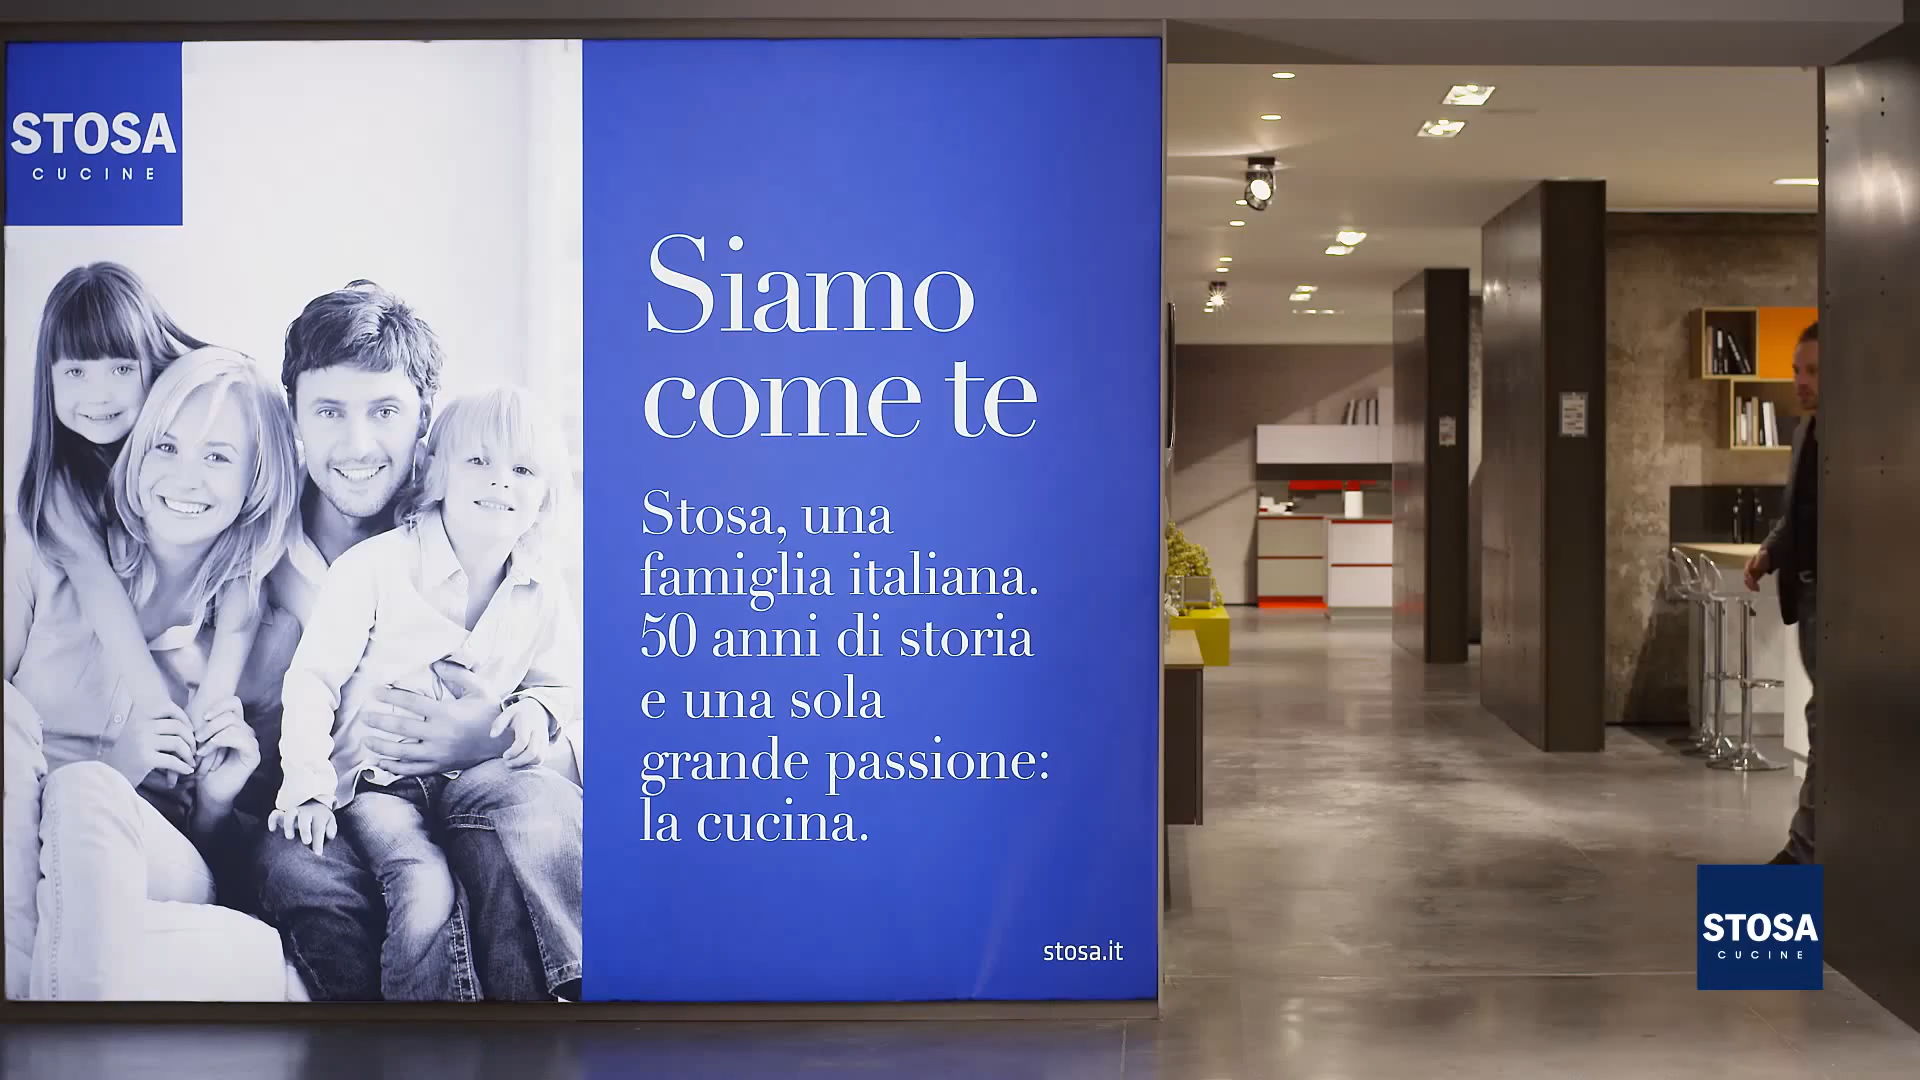 STOSA
CUCINE
Siamo
come te
Stosa, una
famiglia italiana.
50 anni di storia
e una sola
grande passione:
la cucina.
stosa.it
STOSA
CUCINE